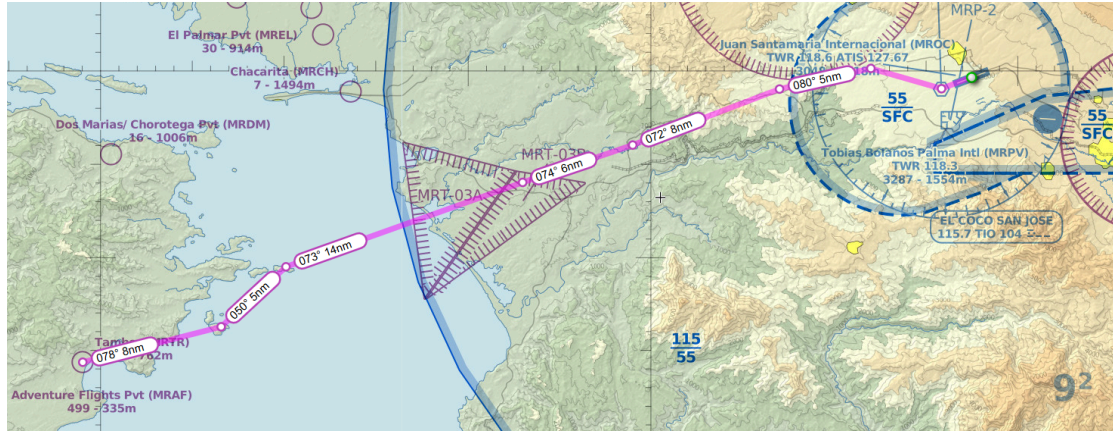 MRP-2
El Palmar Pvt (MREL)
30 - 914m
Juan Santamaria Internacional (MROC)
TWR 118.6 ATIS 127.67
Chacarita (MRCH)
7 - 1494m
080° 5nm
55
SFC
55
SFC
Dos Marias/ Chorotega Pvt (MRDM)
16 - 1006m
072° 8nm
Tobias Bolanos Palma Intl (MRPV)
TWR 118.3
3287 - 1554m
074° 6nm
MRT-03A
EL COCO SAN JOSE
115.7 TIO 104
073° 14nm
050° 5nm
078° 8nm
115
55
9²
Adventure Flights Pvt (MRAF)
499 - 335m